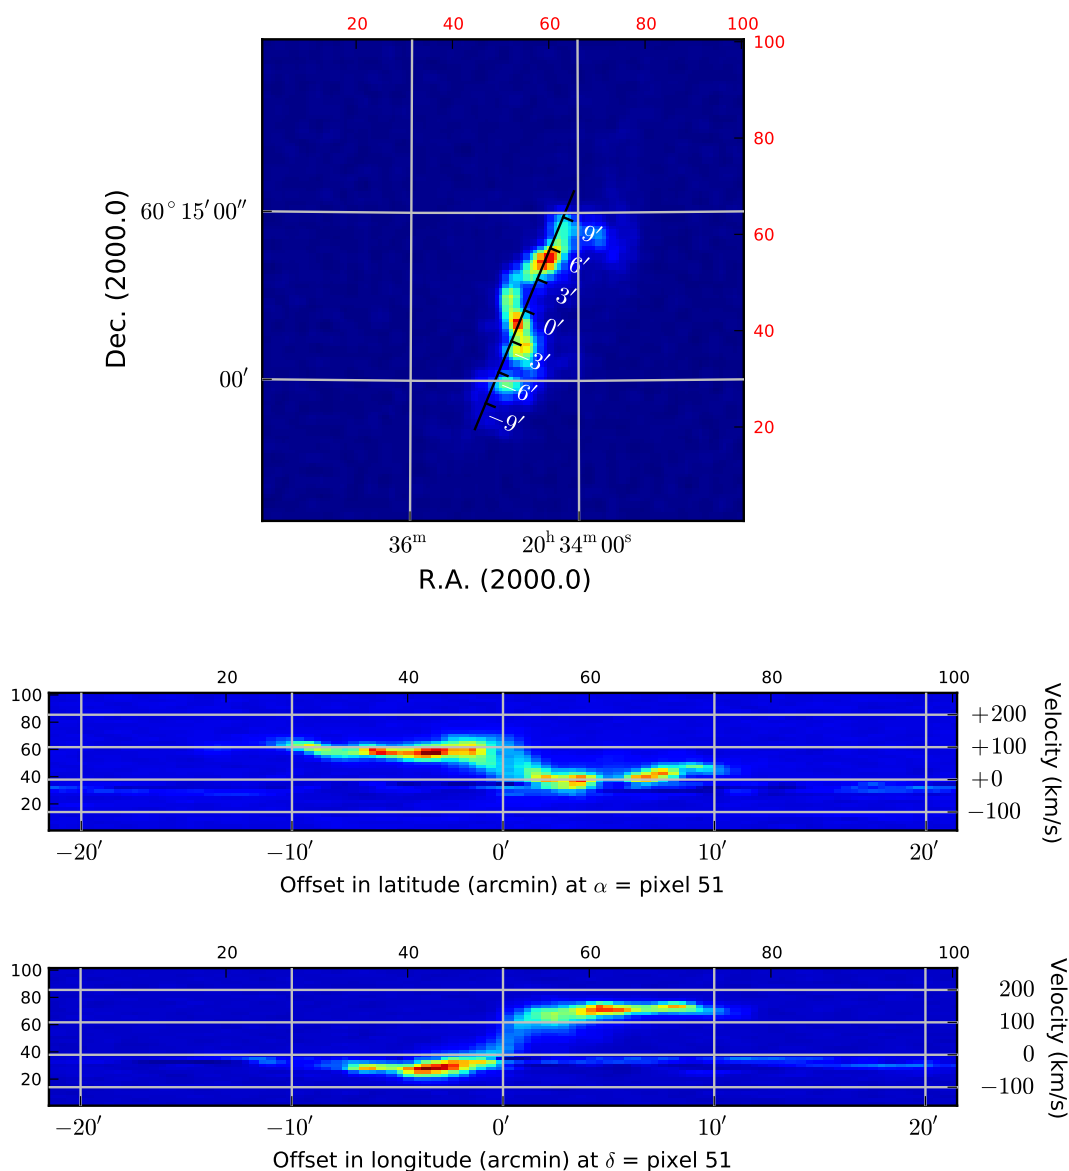 20 40 60 80 100
100
80
60
40
20
Dec. (2000.0)
60° 15′ 00″
00′
9′
6′
3′
0′
−3′
−6′
−9′
36ᵐ 20ʰ 34ᵐ 00ˢ
R.A. (2000.0)
20 40 60 80 100
100
80
60
40
20
+200
+100
+0
−100
Velocity (km/s)
−20′ −10′ 0′ 10′ 20′
Offset in latitude (arcmin) at α = pixel 51
20 40 60 80 100
100
80
60
40
20
200
100
0
−100
Velocity (km/s)
−20′ −10′ 0′ 10′ 20′
Offset in longitude (arcmin) at δ = pixel 51